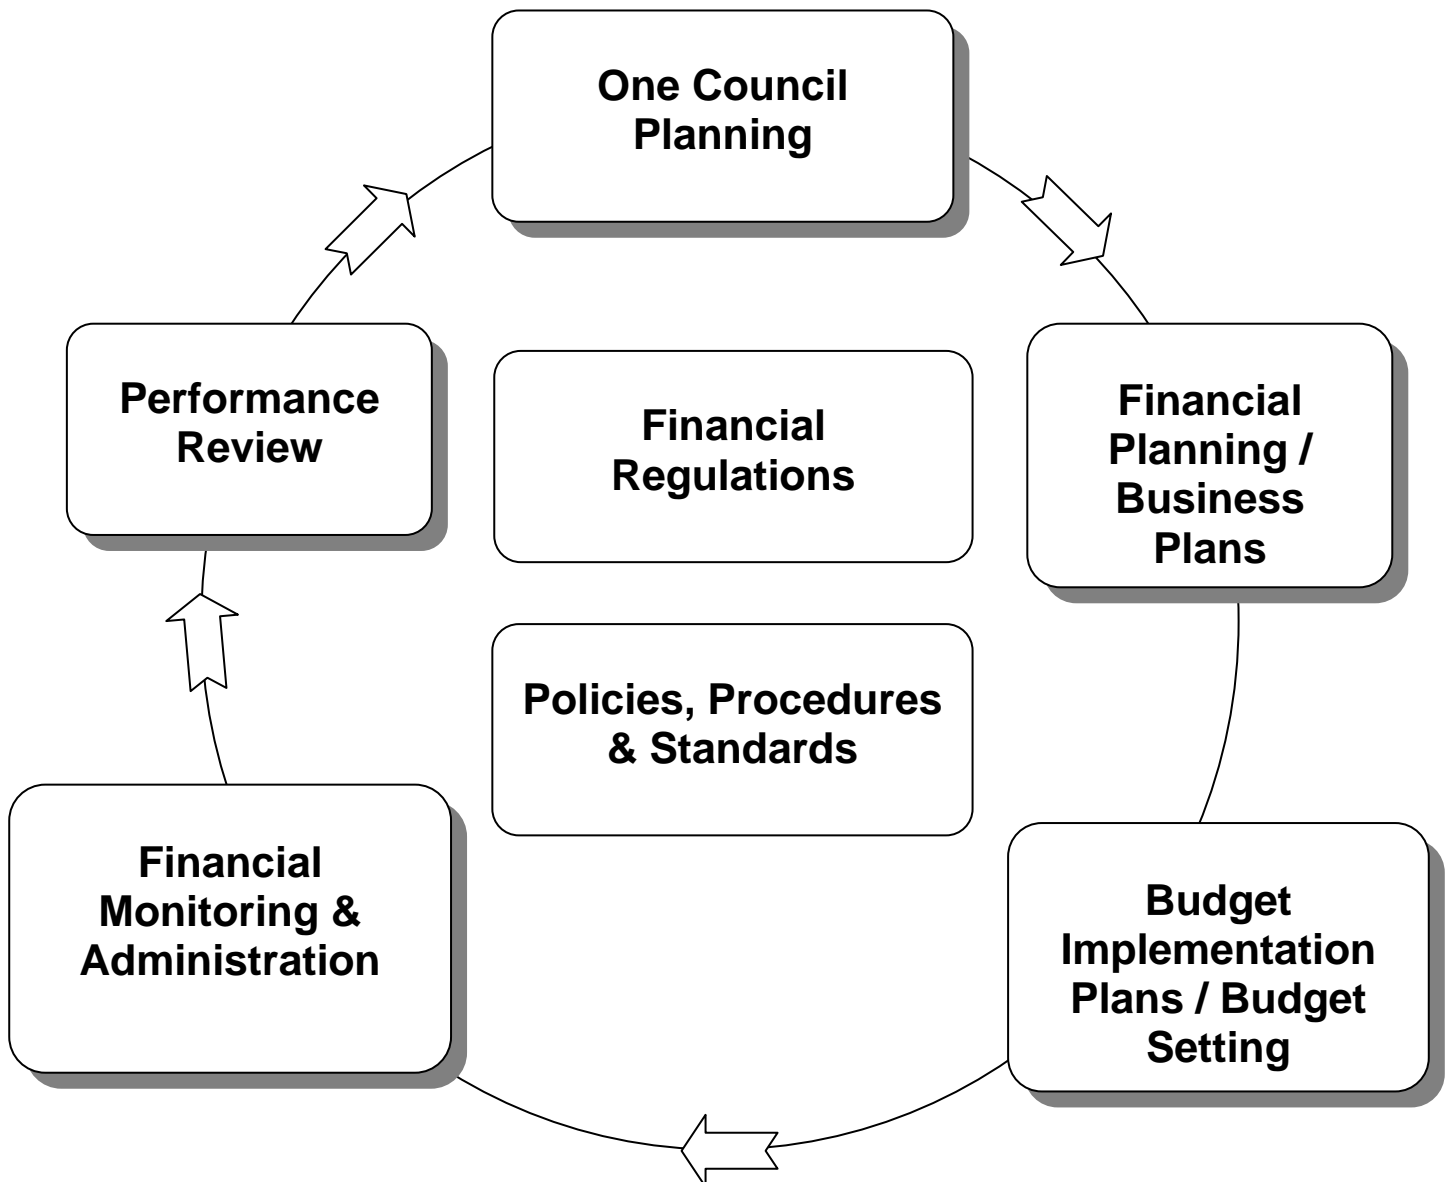 One Council
Planning
Performance
Review
Financial
Regulations
Financial
Planning /
Business
Plans
Policies, Procedures
& Standards
Financial
Monitoring &
Administration
Budget
Implementation
Plans / Budget
Setting